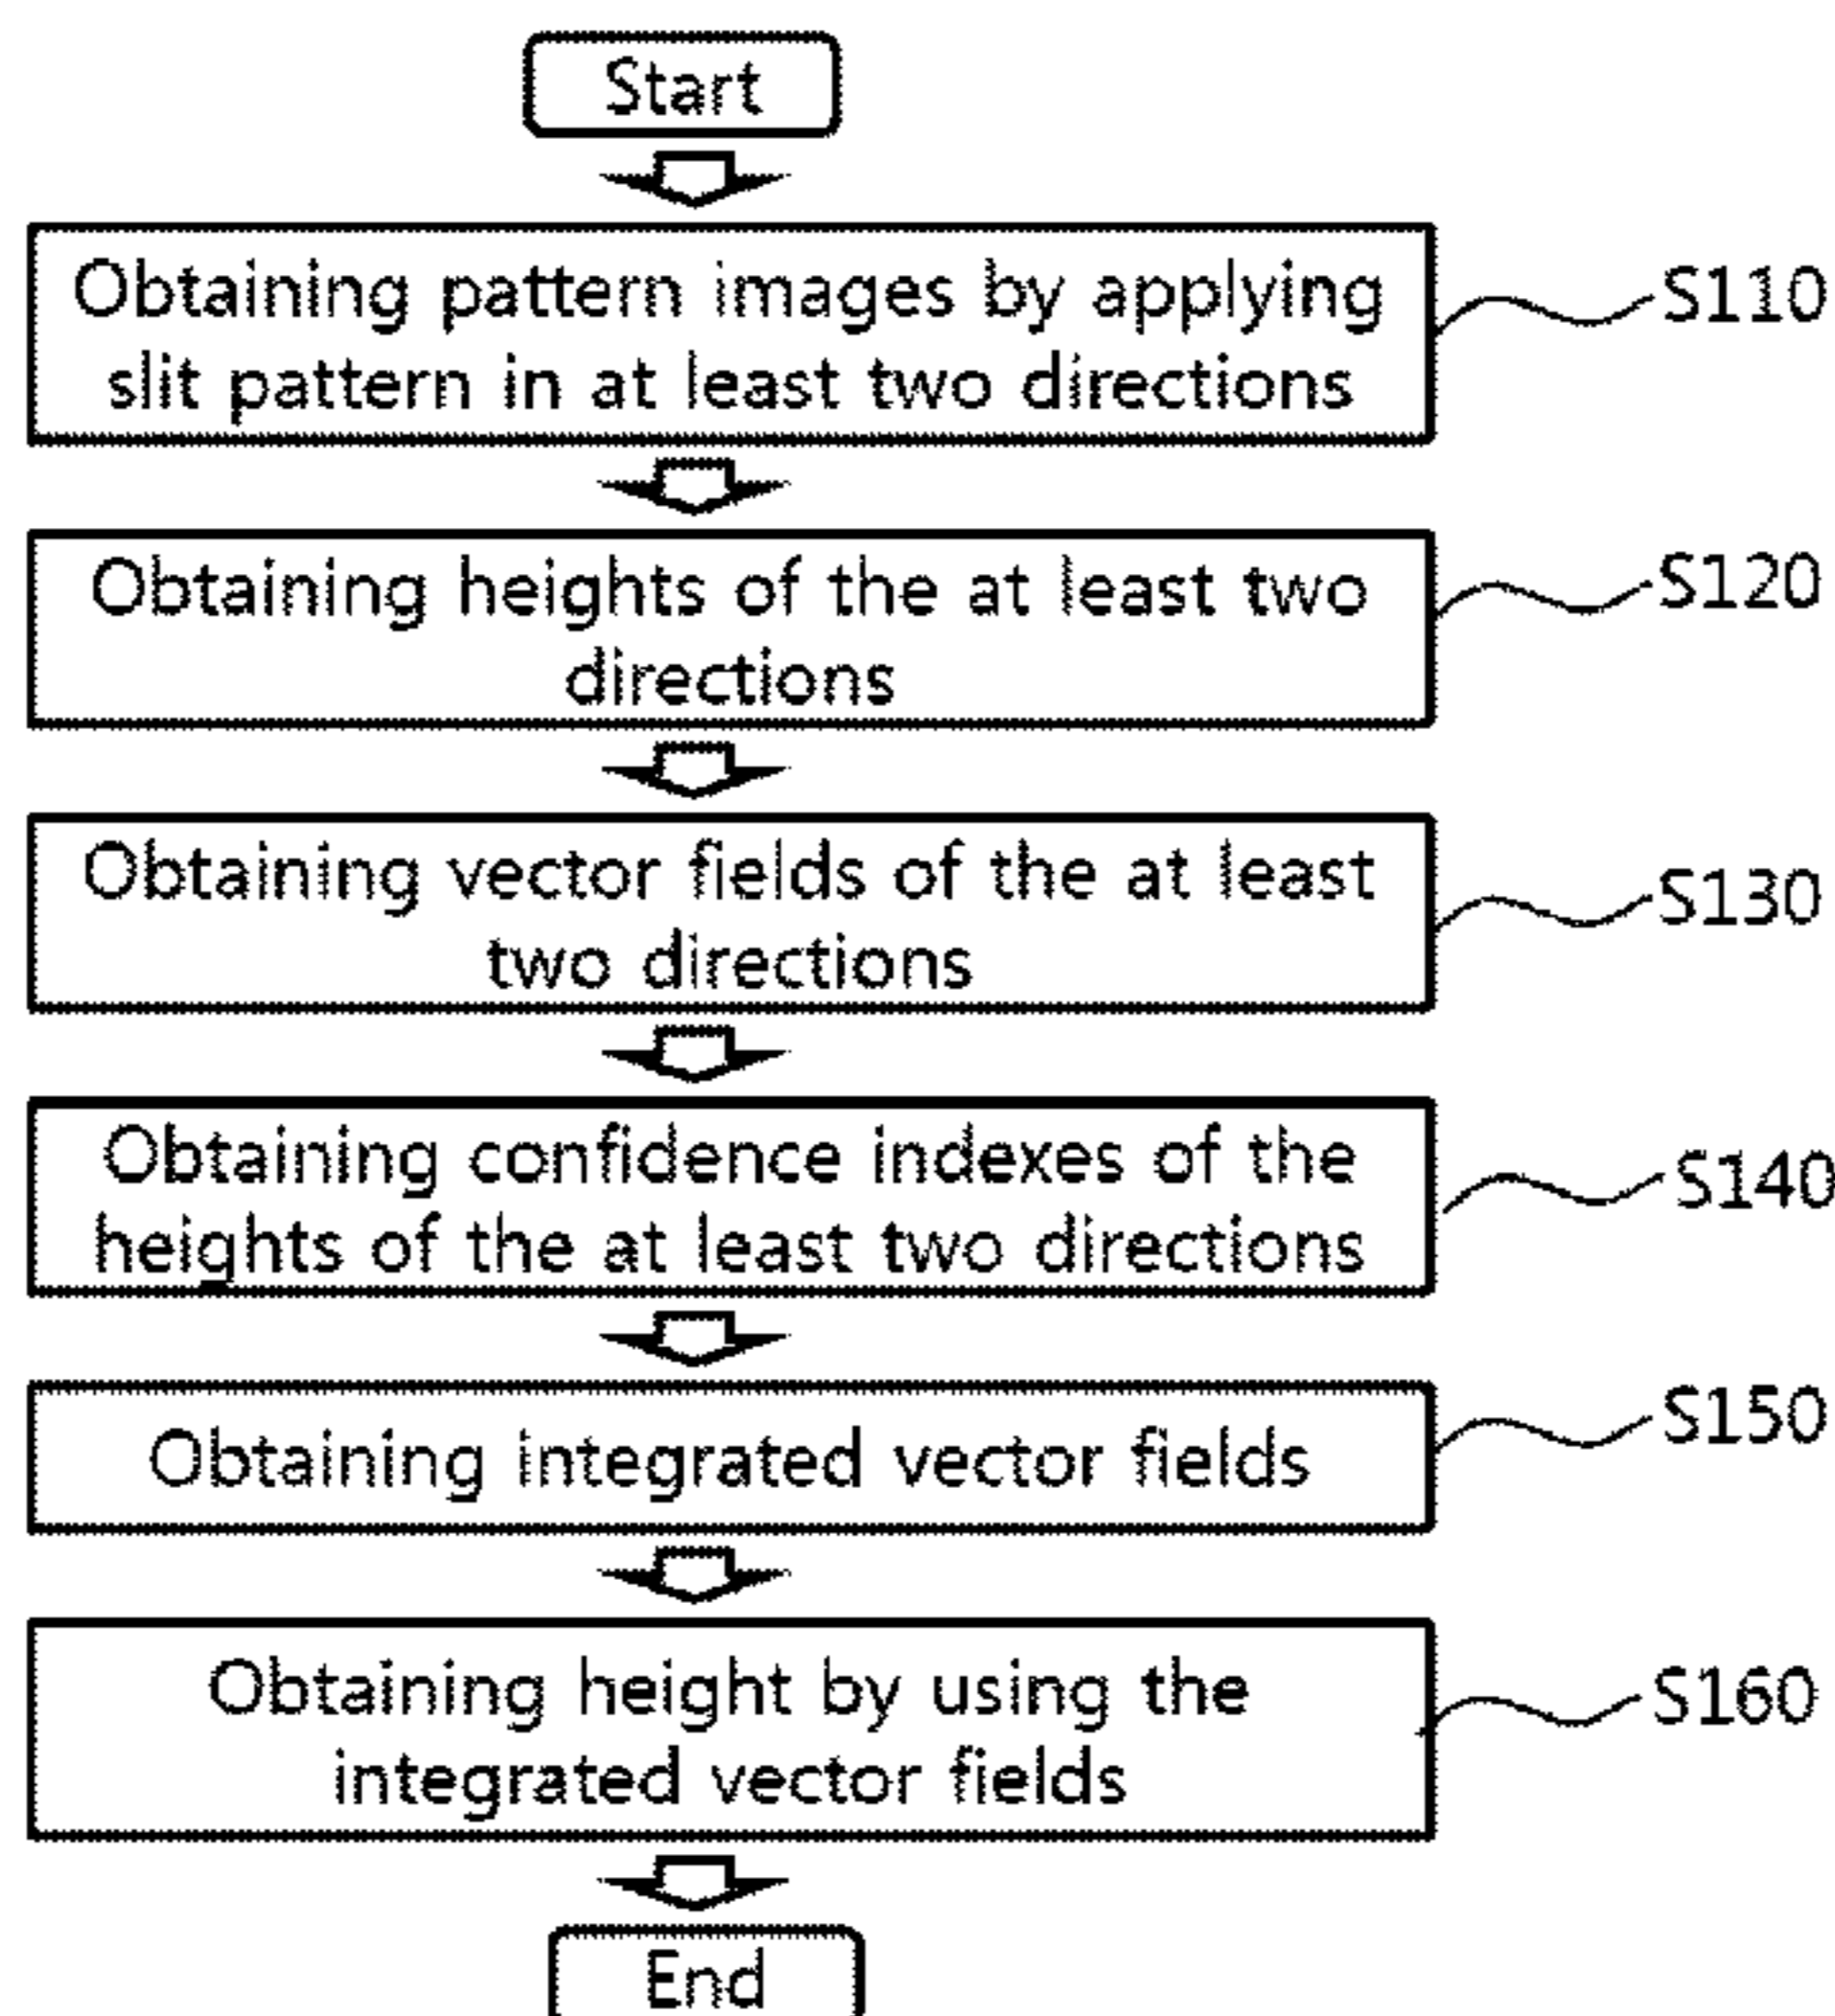 Start
Obtaining pattern images by applying
slit pattern in at least two directions
S110
Obtaining heights of the at least two
directions
S120
Obtaining vector fields of the at least
two directions
S130
Obtaining confidence indexes of the
heights of the at least two directions
S140
Obtaining integrated vector fields
S150
Obtaining height by using the
integrated vector fields
S160
End